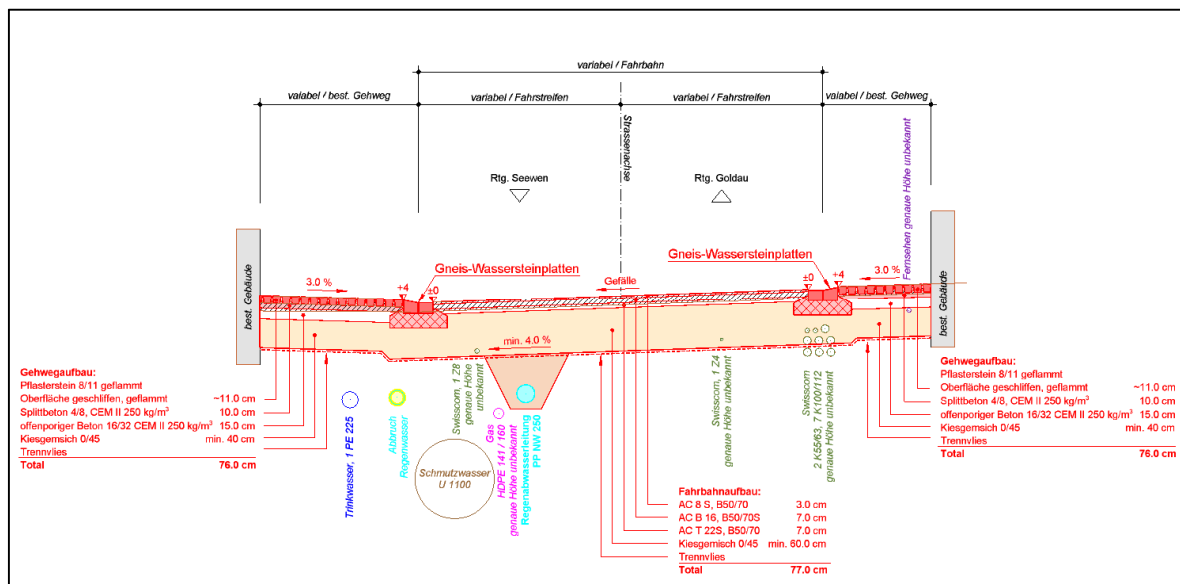 variabel / Fahrbahn
vaiabel / best. Gehweg
variabel / Fahrstreifen
variabel / Fahrstreifen
vaiabel / best. Gehweg
Strassenachse
Fernsehen genaue Höhe unbekannt
Rtg. Seewen
Rtg. Goldau
Gneis-Wassersteinplatten
Gneis-Wassersteinplatten
best. Gebäude
3.0 %
+4
±0
Gefälle
±0
+4
3.0 %
best. Gebäude
min. 4.0 %
Gehwegaufbau:
Pflasterstein 8/11 geflammt
Oberfläche geschliffen, geflammt ~11.0 cm
Splittbeton 4/8, CEM II 250 kg/m³ 10.0 cm
offenporiger Beton 16/32 CEM II 250 kg/m³ 15.0 cm
Kiesgemsich 0/45 min. 40 cm
Trennvlies
Total 76.0 cm
Trinkwasser, 1 PE 225
Abbruch
Regenwasser
Swisscom, 1 Z8
genaue Höhe
unbekannt
Schmutzwasser
U 1100
Gas
HDPE 141 / 160
genaue Höhe unbekannt
Regenabwasserleitung
PP NW 250
Swisscom, 1 Z4
genaue Höhe unbekannt
Swisscom
2 K55/63, 7 K100/112
genaue Höhe unbekannt
Gehwegaufbau:
Pflasterstein 8/11 geflammt
Oberfläche geschliffen, geflammt ~11.0 cm
Splittbeton 4/8, CEM II 250 kg/m³ 10.0 cm
offenporiger Beton 16/32 CEM II 250 kg/m³ 15.0 cm
Kiesgemisch 0/45 min. 40 cm
Trennvlies
Total 76.0 cm
Fahrbahnaufbau:
AC 8 S, B50/70 3.0 cm
AC B 16, B50/70S 7.0 cm
AC T 22S, B50/70 7.0 cm
Kiesgemisch 0/45 min. 60.0 cm
Trennvlies
Total 77.0 cm